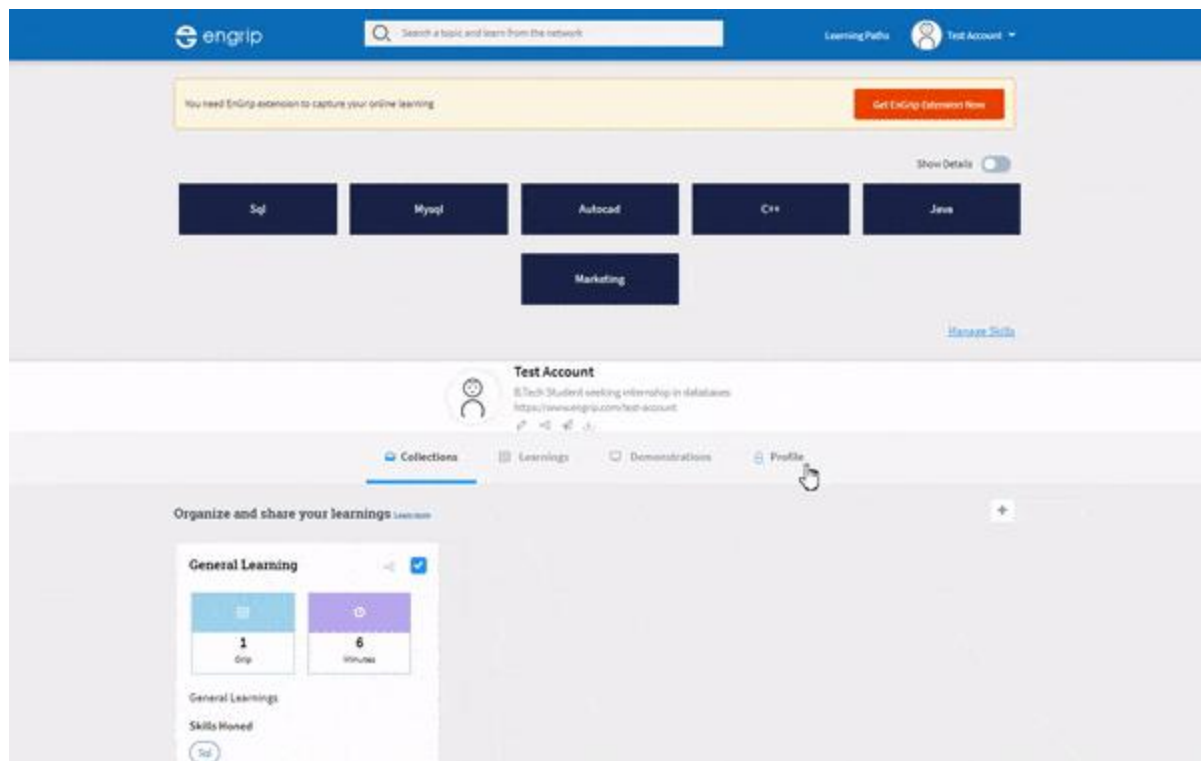 engrip
Search a topic and learn from the network
Learning Paths
Test Account
You need EnGrip extension to capture your online learning
Get EnGrip Extension Now
Show Details
Sql
Mysql
Autocad
C++
Java
Marketing
Manage Skills
Test Account
B.Tech Student seeking internship in databases
https://www.engrip.com/test-account
Collections
Learnings
Demonstrations
Profile
Organize and share your learnings Learn more
General Learning
1
6
Grip
Minutes
General Learnings
Skills Honed
Sql